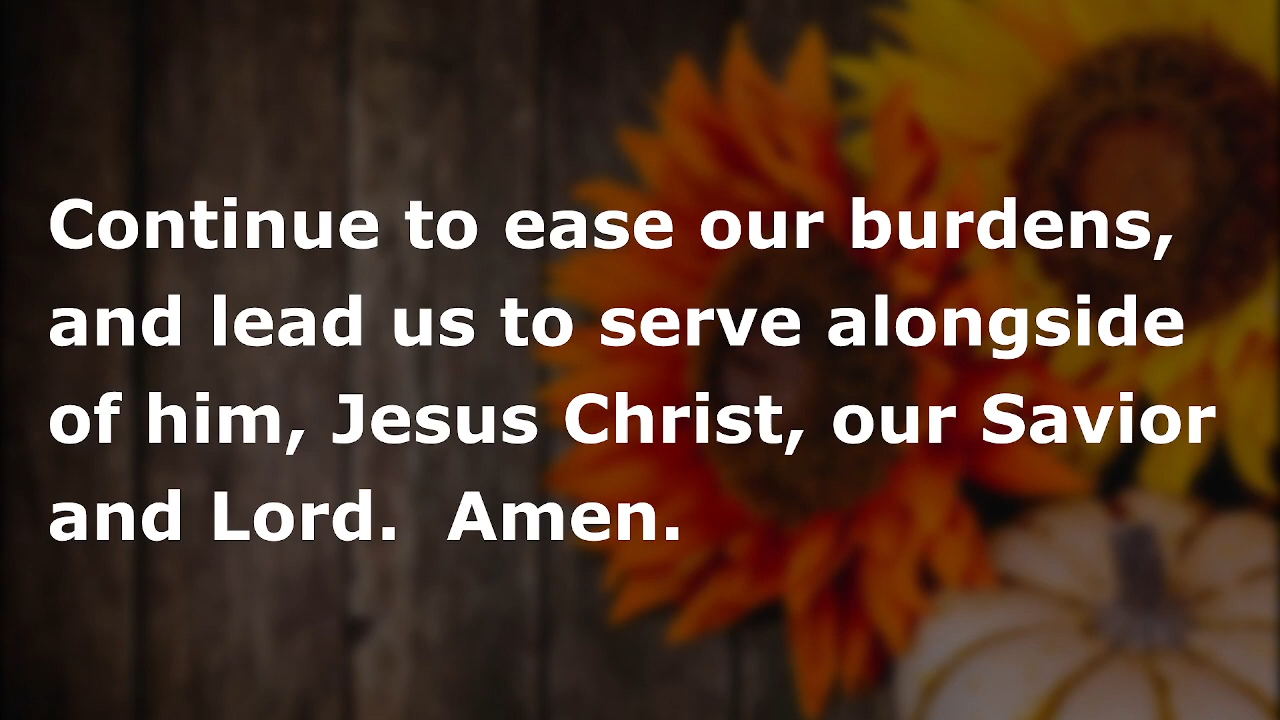 Continue to ease our burdens,
and lead us to serve alongside
of him, Jesus Christ, our Savior
and Lord.  Amen.